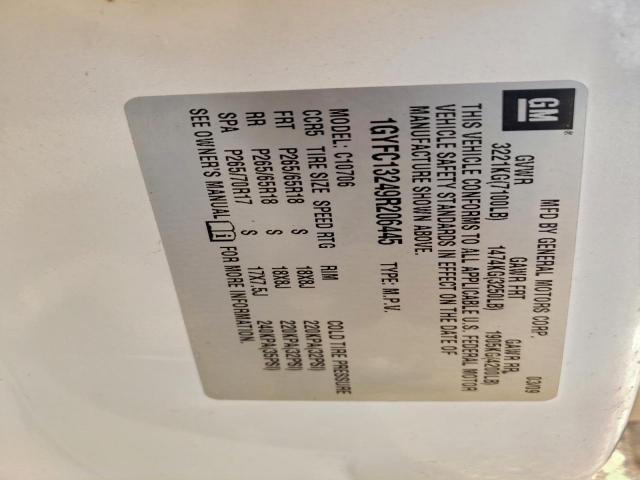 GM®
MFD BY GENERAL MOTORS CORP. 03/09
GVWR GAWR FRT GAWR RR
3221KG(7100LB) 1474KG(3250LB) 1905KG(4200LB)
THIS VEHICLE CONFORMS TO ALL APPLICABLE U.S. FEDERAL MOTOR
VEHICLE SAFETY STANDARDS IN EFFECT ON THE DATE OF
MANUFACTURE SHOWN ABOVE.
1GYFC13249R206445 TYPE: M.P.V.
MODEL: C10706
CCR5 TIRE SIZE SPEED RTG RIM COLD TIRE PRESSURE
FRT P265/65R18 S 18X8J 220KPA(32PSI)
RR P265/65R18 S 18X8J 220KPA(32PSI)
SPA P265/70R17 S 17X7.5J 240KPA(35PSI)
SEE OWNER'S MANUAL FOR MORE INFORMATION.